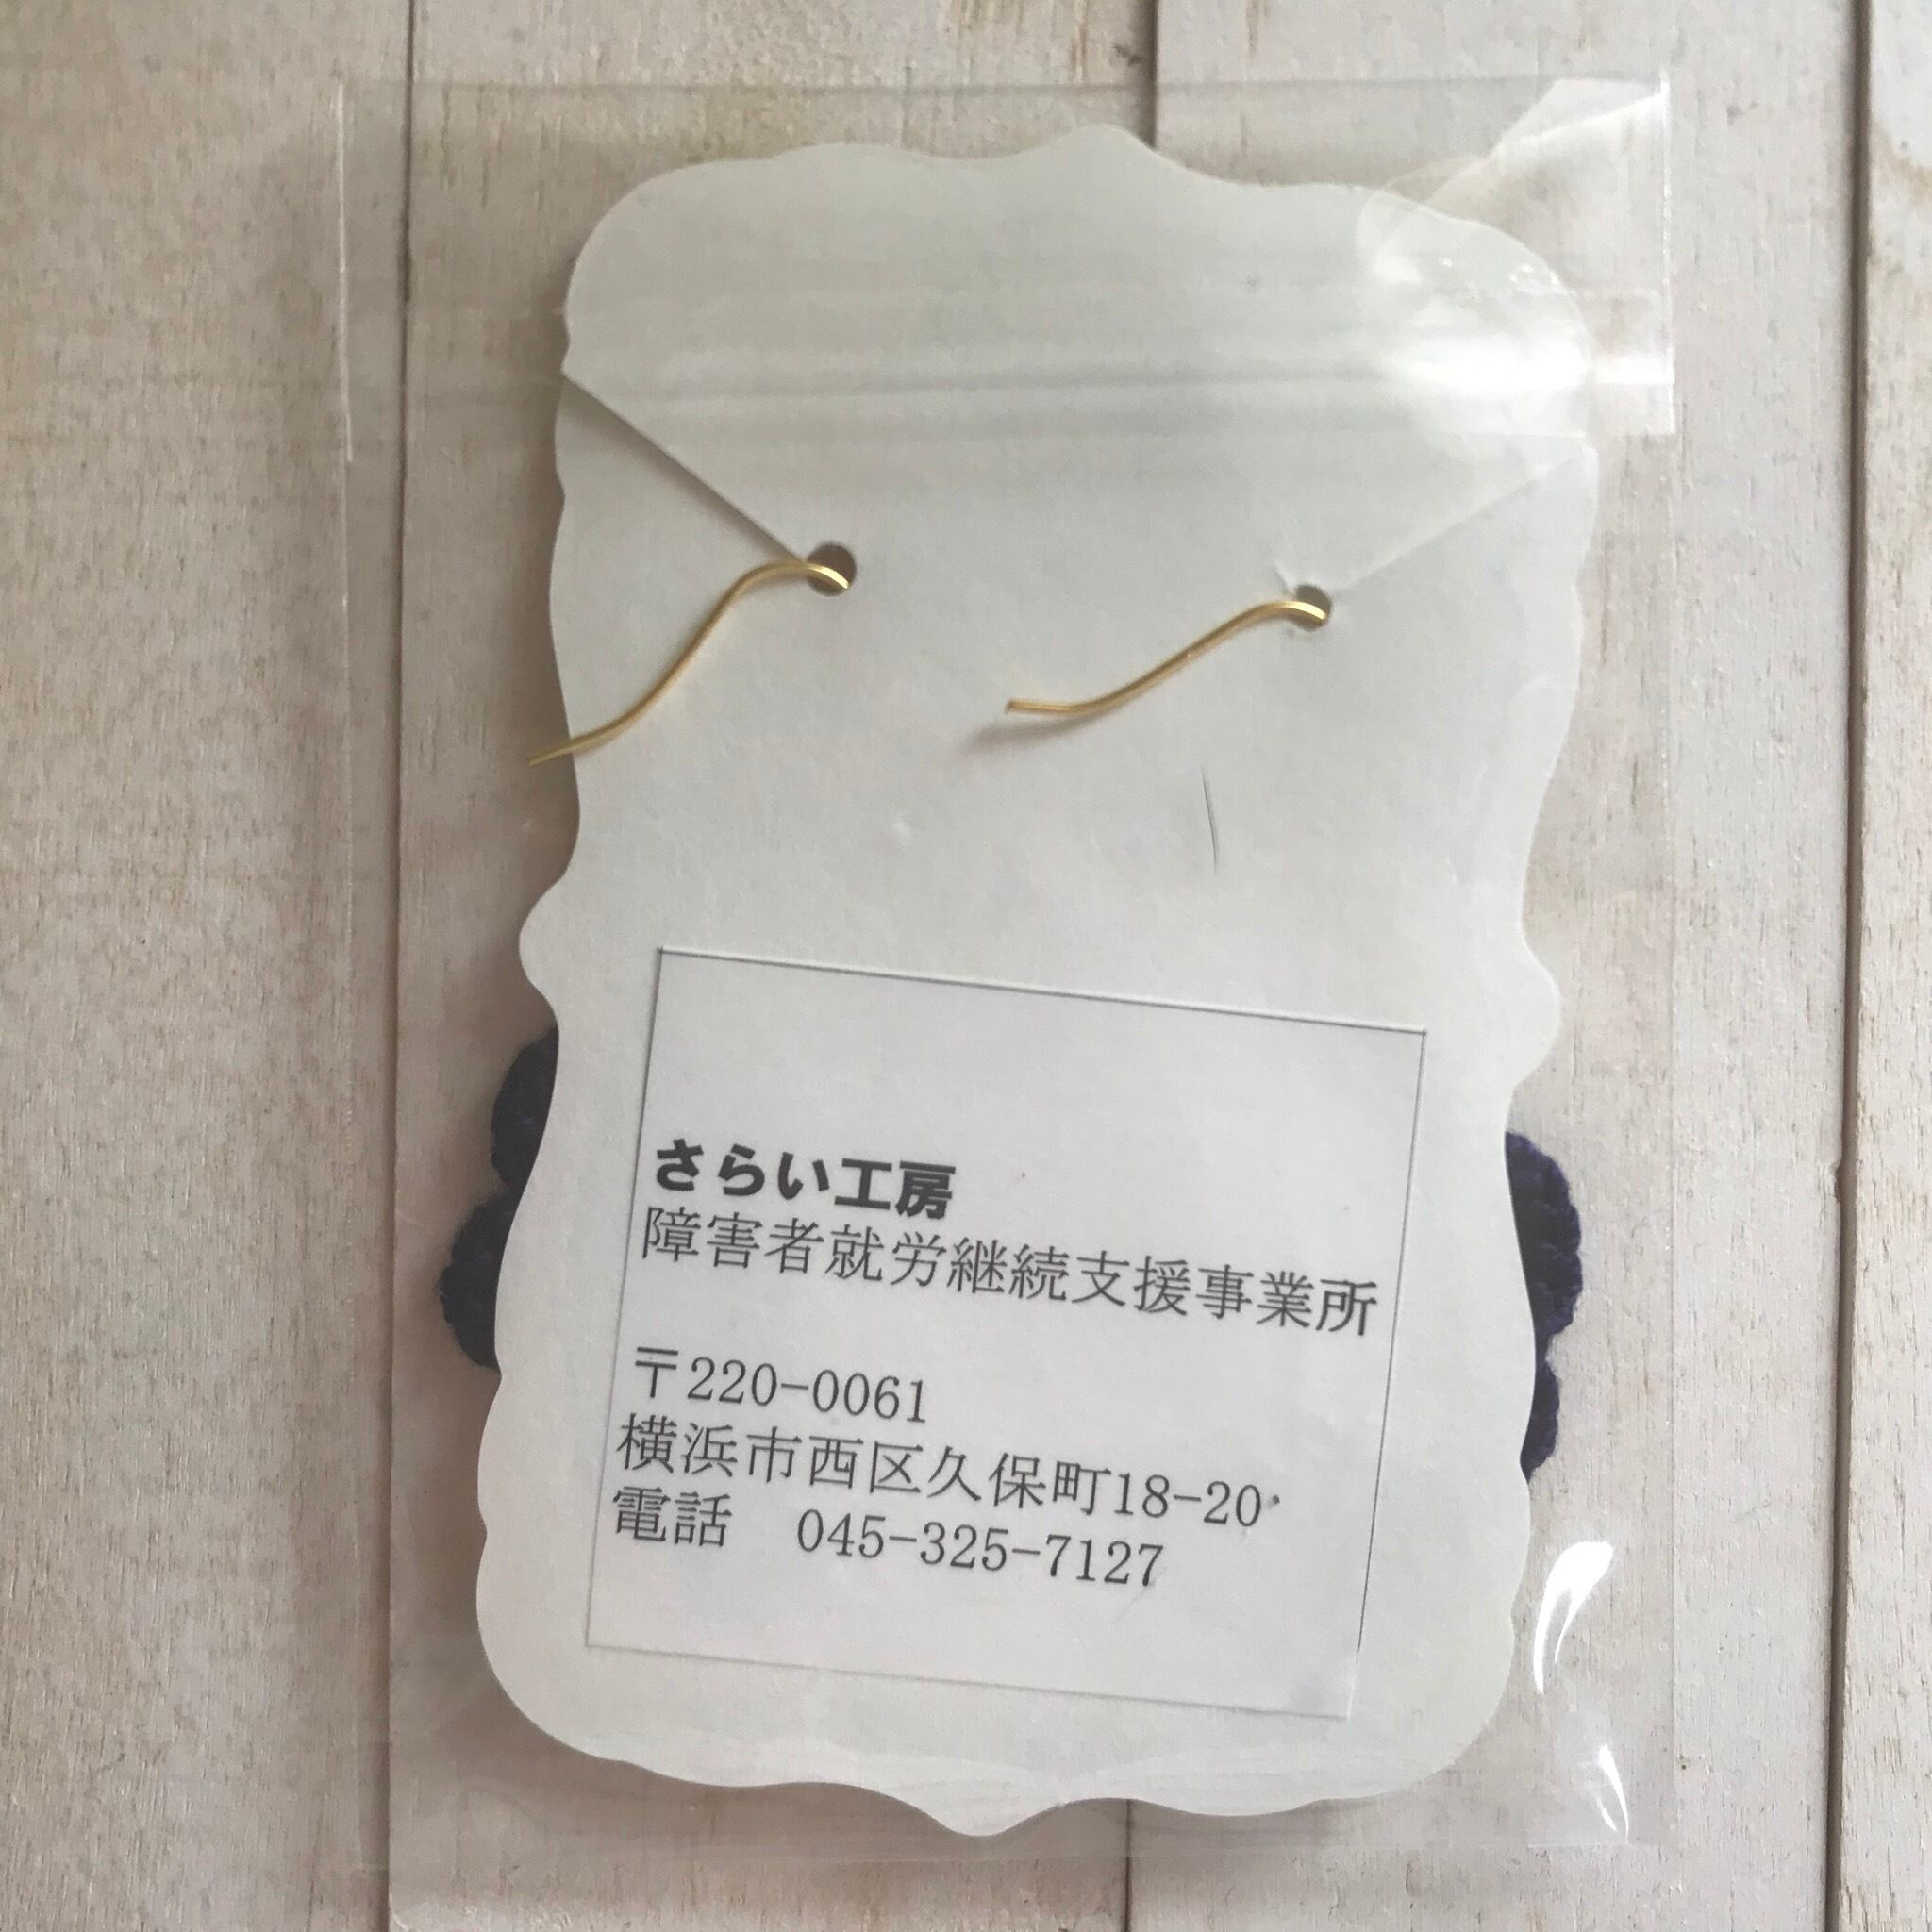 さらい工房
障害者就労継続支援事業所
〒220-0061
横浜市西区久保町18-20
電話　045-325-7127